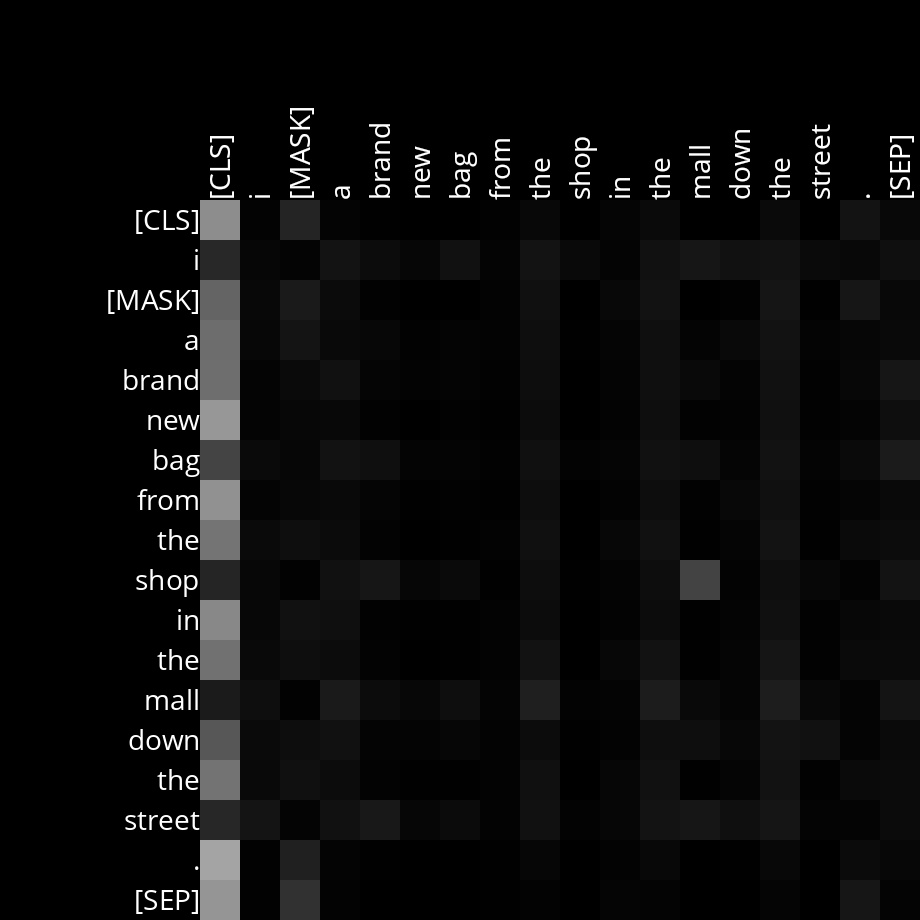 [CLS] i [MASK] a brand new bag from the shop in the mall down the street . [SEP]
[CLS]
i
[MASK]
a
brand
new
bag
from
the
shop
in
the
mall
down
the
street
.
[SEP]